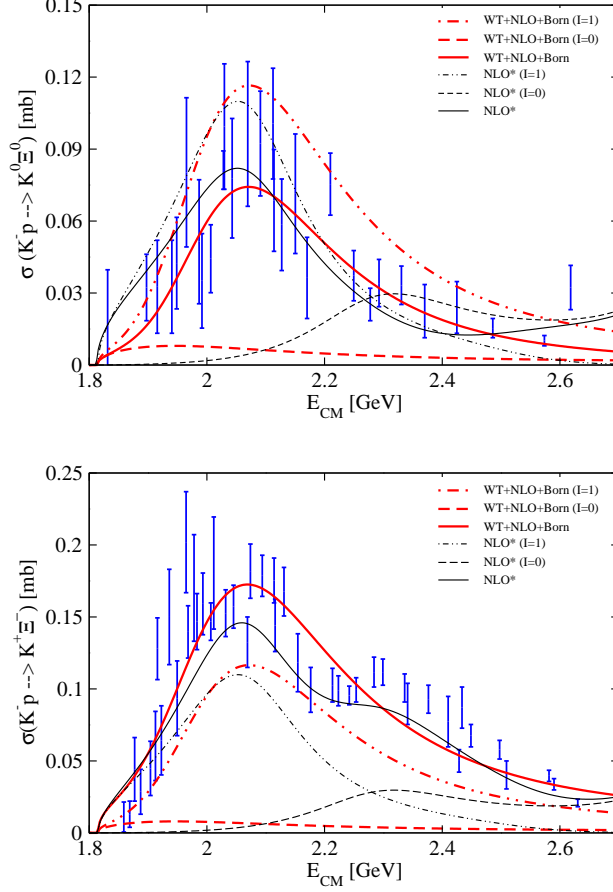 0.15
0.12
0.09
0.06
0.03
0
σ (K⁻p --> K⁰Ξ⁰) [mb]
WT+NLO+Born (I=1)
WT+NLO+Born (I=0)
WT+NLO+Born
NLO* (I=1)
NLO* (I=0)
NLO*
1.8 2 2.2 2.4 2.6
E_CM [GeV]
0.25
0.2
0.15
0.1
0.05
0
σ(K⁻p --> K⁺Ξ⁻) [mb]
WT+NLO+Born (I=1)
WT+NLO+Born (I=0)
WT+NLO+Born
NLO* (I=1)
NLO* (I=0)
NLO*
1.8 2 2.2 2.4 2.6
E_CM [GeV]